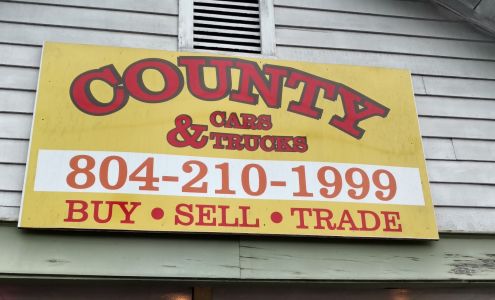 COUNTY
CARS
& TRUCKS
804-210-1999
BUY • SELL • TRADE